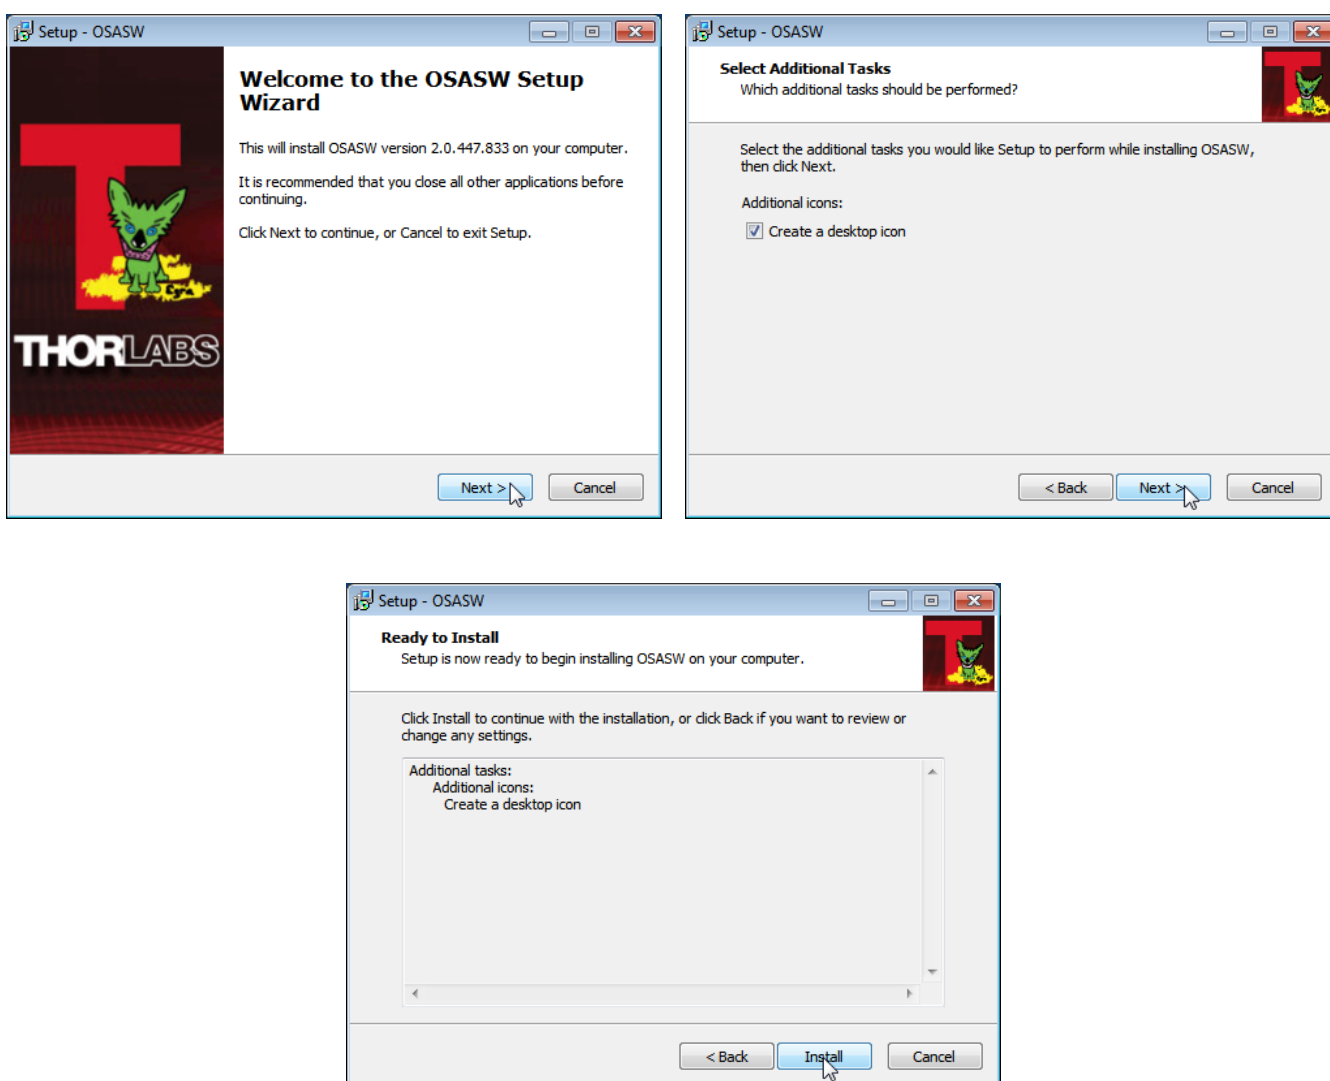 Setup - OSASW
Welcome to the OSASW Setup
Wizard
This will install OSASW version 2.0.447.833 on your computer.
It is recommended that you close all other applications before
continuing.
Click Next to continue, or Cancel to exit Setup.
THORLABS
Next >
Cancel
Setup - OSASW
Select Additional Tasks
Which additional tasks should be performed?
Select the additional tasks you would like Setup to perform while installing OSASW,
then click Next.
Additional icons:
Create a desktop icon
< Back
Next >
Cancel
Setup - OSASW
Ready to Install
Setup is now ready to begin installing OSASW on your computer.
Click Install to continue with the installation, or click Back if you want to review or
change any settings.
Additional tasks:
Additional icons:
Create a desktop icon
< Back
Install
Cancel